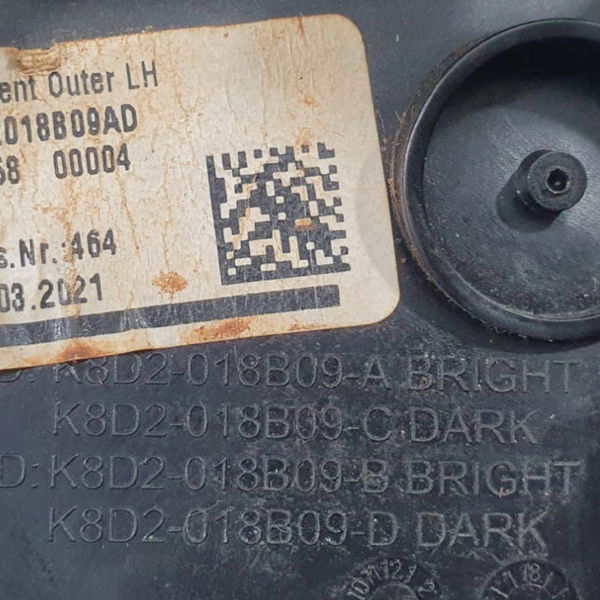 ent Outer LH
018B09AD
68 00004
s.Nr.:464
03.2021
D: K8D2-018B09-A BRIGHT
K8D2-018B09-C DARK
D: K8D2-018B09-B BRIGHT
K8D2-018B09-D DARK